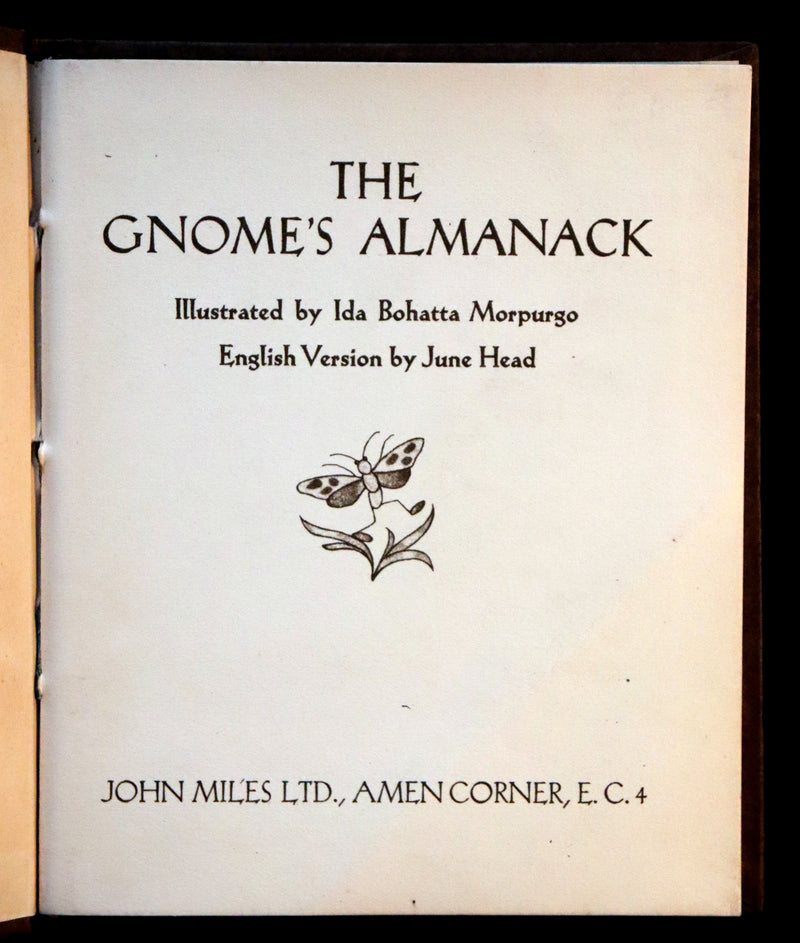 THE
GNOME'S ALMANACK
Illustrated by Ida Bohatta Morpurgo
English Version by June Head
JOHN MILES LTD., AMEN CORNER, E. C. 4